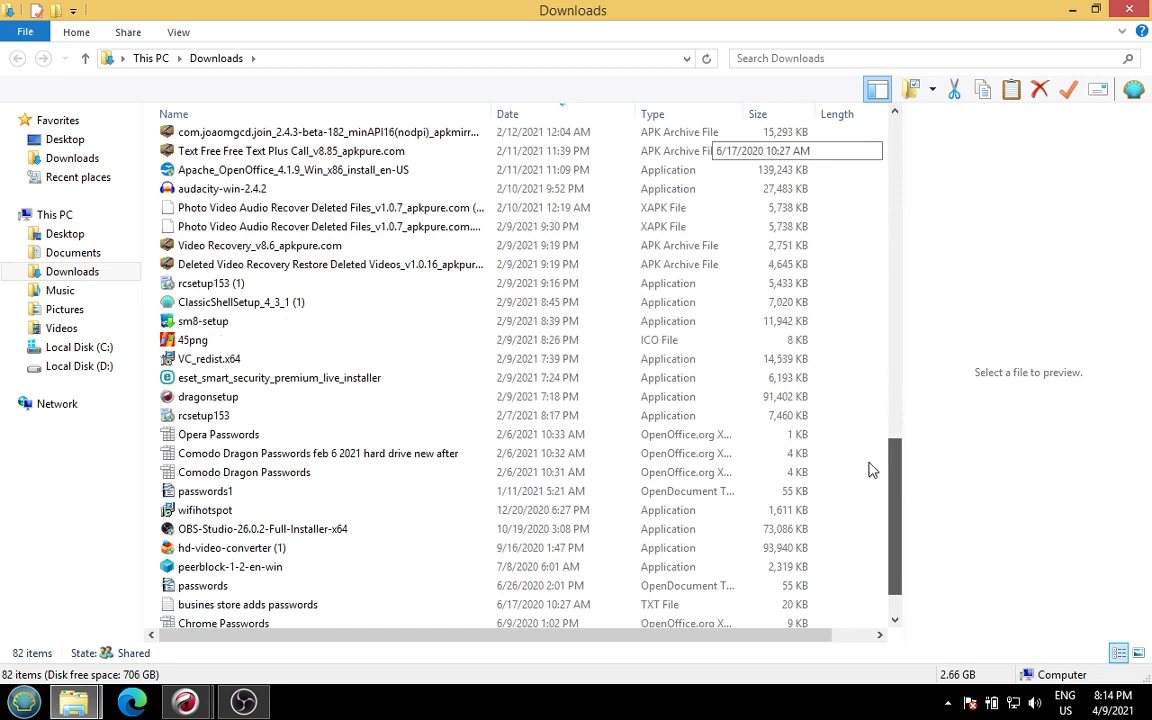 Downloads
File Home Share View
This PC Downloads Search Downloads
Name Date Type Size Length
com.joaomgcd.join_2.4.3-beta-182_minAPI16(nodpi)_apkmirr... 2/12/2021 12:04 AM APK Archive File 15,293 KB
Text Free Free Text Plus Call_v8.85_apkpure.com 2/11/2021 11:39 PM APK Archive Fil 6/17/2020 10:27 AM
Apache_OpenOffice_4.1.9_Win_x86_install_en-US 2/11/2021 11:09 PM Application 139,243 KB
audacity-win-2.4.2 2/10/2021 9:52 PM Application 27,483 KB
Photo Video Audio Recover Deleted Files_v1.0.7_apkpure.com (... 2/10/2021 12:19 AM XAPK File 5,738 KB
Photo Video Audio Recover Deleted Files_v1.0.7_apkpure.com.... 2/9/2021 9:30 PM XAPK File 5,738 KB
Video Recovery_v8.6_apkpure.com 2/9/2021 9:19 PM APK Archive File 2,751 KB
Deleted Video Recovery Restore Deleted Videos_v1.0.16_apkpur... 2/9/2021 9:19 PM APK Archive File 4,645 KB
rcsetup153 (1) 2/9/2021 9:16 PM Application 5,433 KB
ClassicShellSetup_4_3_1 (1) 2/9/2021 8:45 PM Application 7,020 KB
sm8-setup 2/9/2021 8:39 PM Application 11,942 KB
45png 2/9/2021 8:26 PM ICO File 8 KB
VC_redist.x64 2/9/2021 7:39 PM Application 14,539 KB
eset_smart_security_premium_live_installer 2/9/2021 7:24 PM Application 6,193 KB
dragonsetup 2/9/2021 7:18 PM Application 91,402 KB
rcsetup153 2/7/2021 8:17 PM Application 7,460 KB
Opera Passwords 2/6/2021 10:33 AM OpenOffice.org X... 1 KB
Comodo Dragon Passwords feb 6 2021 hard drive new after 2/6/2021 10:32 AM OpenOffice.org X... 4 KB
Comodo Dragon Passwords 2/6/2021 10:31 AM OpenOffice.org X... 4 KB
passwords1 1/11/2021 5:21 AM OpenDocument T... 55 KB
wifihotspot 12/20/2020 6:27 PM Application 1,611 KB
OBS-Studio-26.0.2-Full-Installer-x64 10/19/2020 3:08 PM Application 73,086 KB
hd-video-converter (1) 9/16/2020 1:47 PM Application 93,940 KB
peerblock-1-2-en-win 7/8/2020 6:01 AM Application 2,319 KB
passwords 6/26/2020 2:01 PM OpenDocument T... 55 KB
busines store adds passwords 6/17/2020 10:27 AM TXT File 20 KB
Chrome Passwords 6/9/2020 1:02 PM OpenOffice.org X... 9 KB
Favorites
Desktop
Downloads
Recent places
This PC
Desktop
Documents
Downloads
Music
Pictures
Videos
Local Disk (C:)
Local Disk (D:)
Network
Select a file to preview.
82 items State: Shared
82 items (Disk free space: 706 GB) 2.66 GB Computer
ENG 8:14 PM
US 4/9/2021